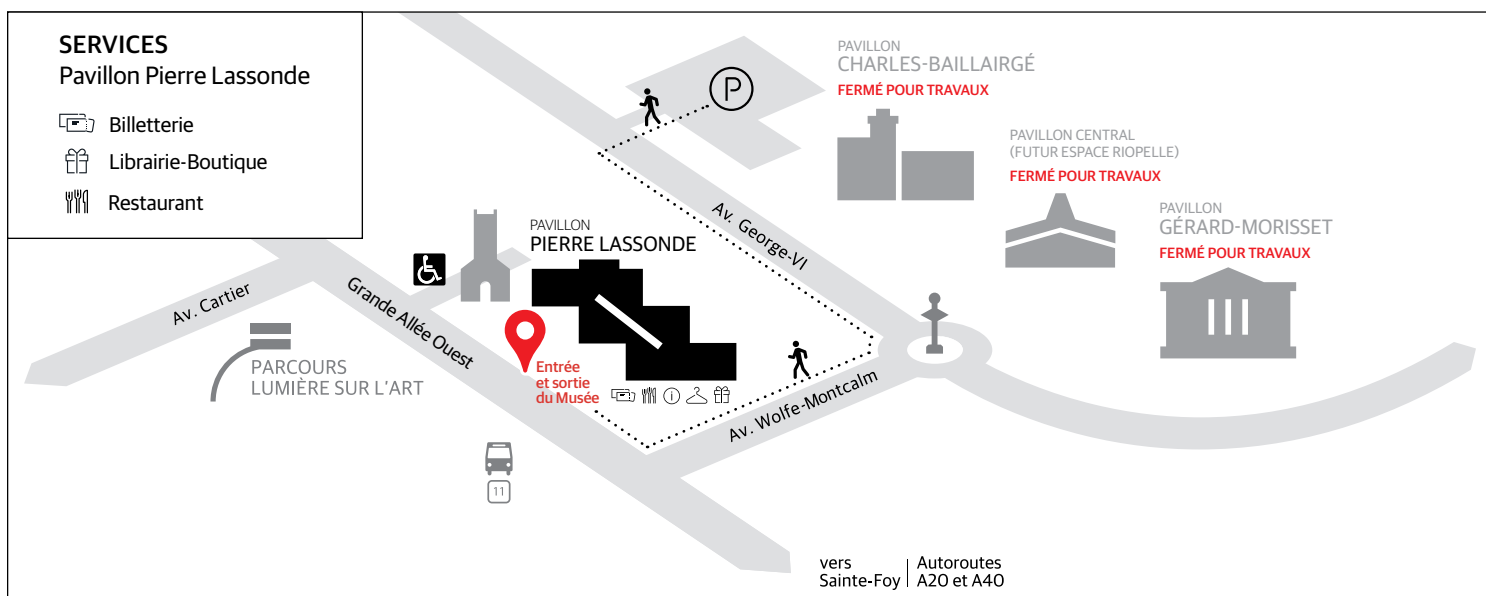 SERVICES
Pavillon Pierre Lassonde
Billetterie
Librairie-Boutique
Restaurant
P
PAVILLON
CHARLES-BAILLAIRGÉ
FERMÉ POUR TRAVAUX
PAVILLON CENTRAL
(FUTUR ESPACE RIOPELLE)
FERMÉ POUR TRAVAUX
PAVILLON
GÉRARD-MORISSET
FERMÉ POUR TRAVAUX
Av. George-VI
PAVILLON
PIERRE LASSONDE
Av. Cartier
Grande Allée Ouest
PARCOURS
LUMIÈRE SUR L'ART
Entrée
et sortie
du Musée
i
Av. Wolfe-Montcalm
11
vers
Sainte-Foy
Autoroutes
A20 et A40